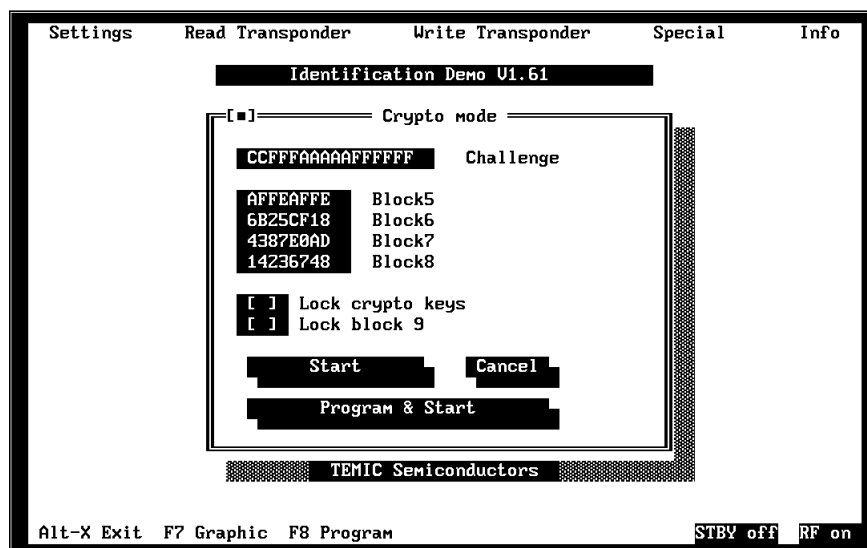 Settings Read Transponder Write Transponder Special Info
Identification Demo V1.61
[■] Crypto mode
CCFFFAAAAAFFFFFF Challenge
AFFEAFFE Block5
6B25CF18 Block6
4387E0AD Block7
14236748 Block8
[ ] Lock crypto keys
[ ] Lock block 9
Start Cancel
Program & Start
TEMIC Semiconductors
Alt-X Exit F7 Graphic F8 Program STBY off RF on